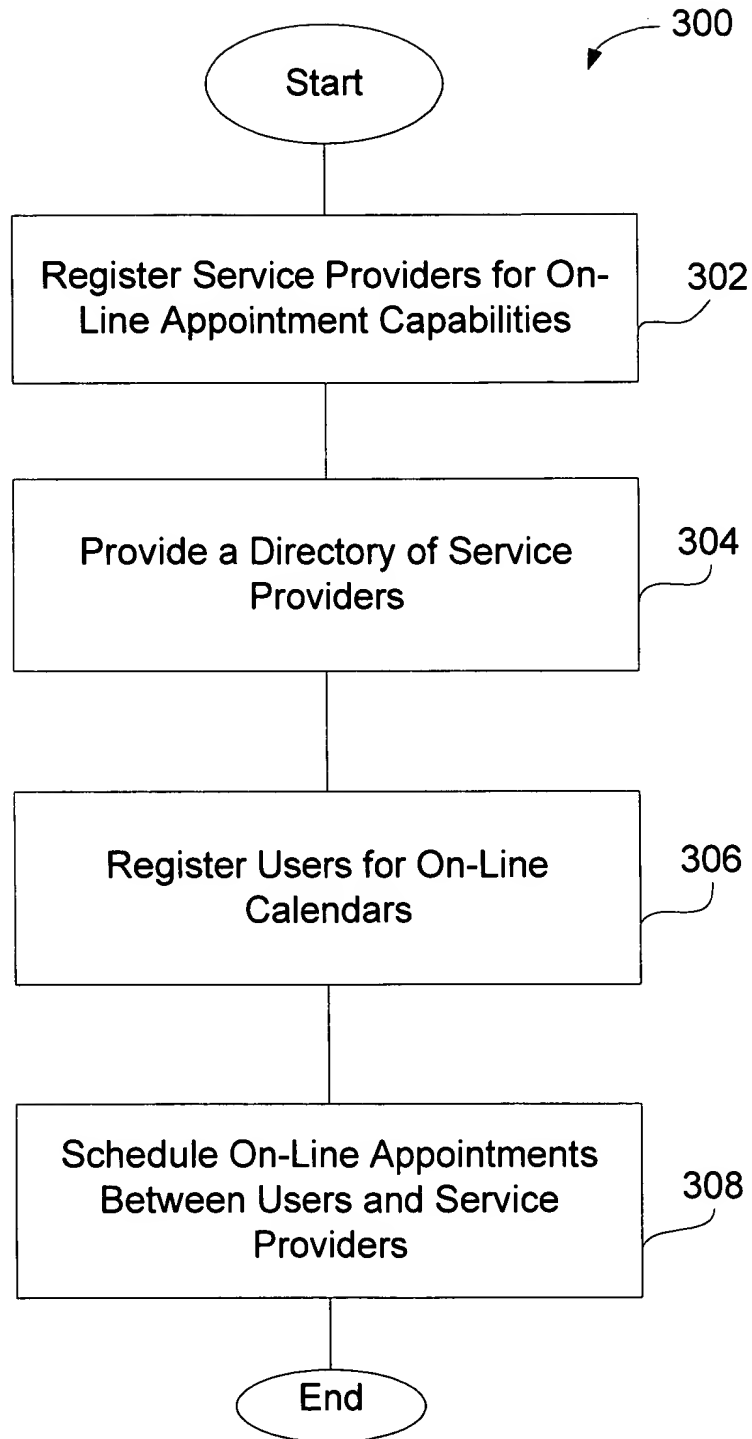 300
Start
Register Service Providers for On-
Line Appointment Capabilities
302
Provide a Directory of Service
Providers
304
Register Users for On-Line
Calendars
306
Schedule On-Line Appointments
Between Users and Service
Providers
308
End